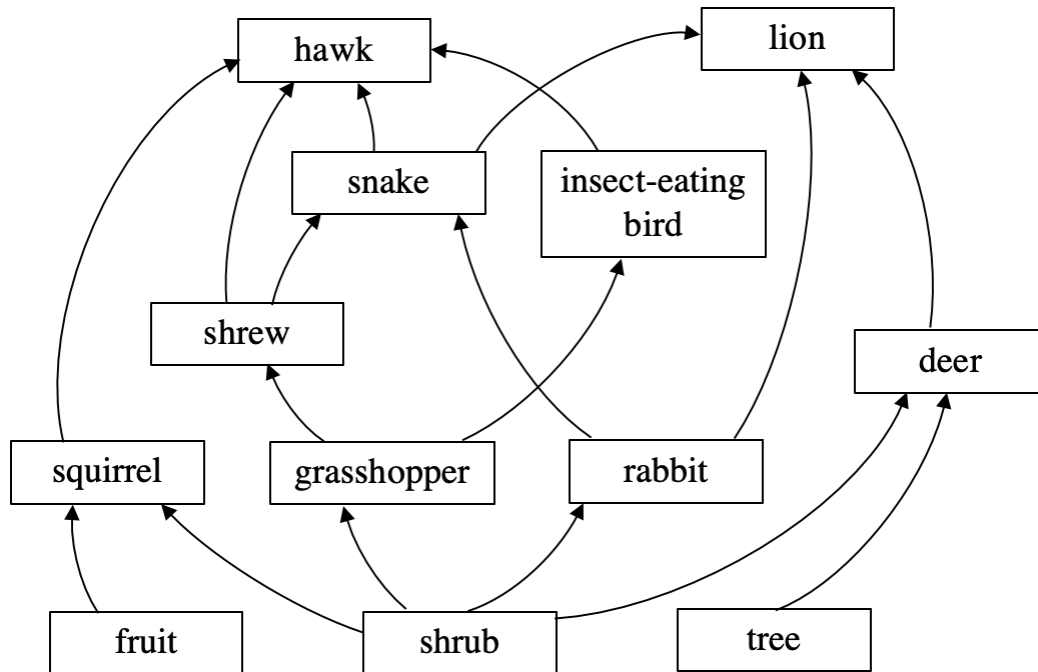 hawk
lion
snake
insect-eating
bird
shrew
deer
squirrel
grasshopper
rabbit
fruit
shrub
tree